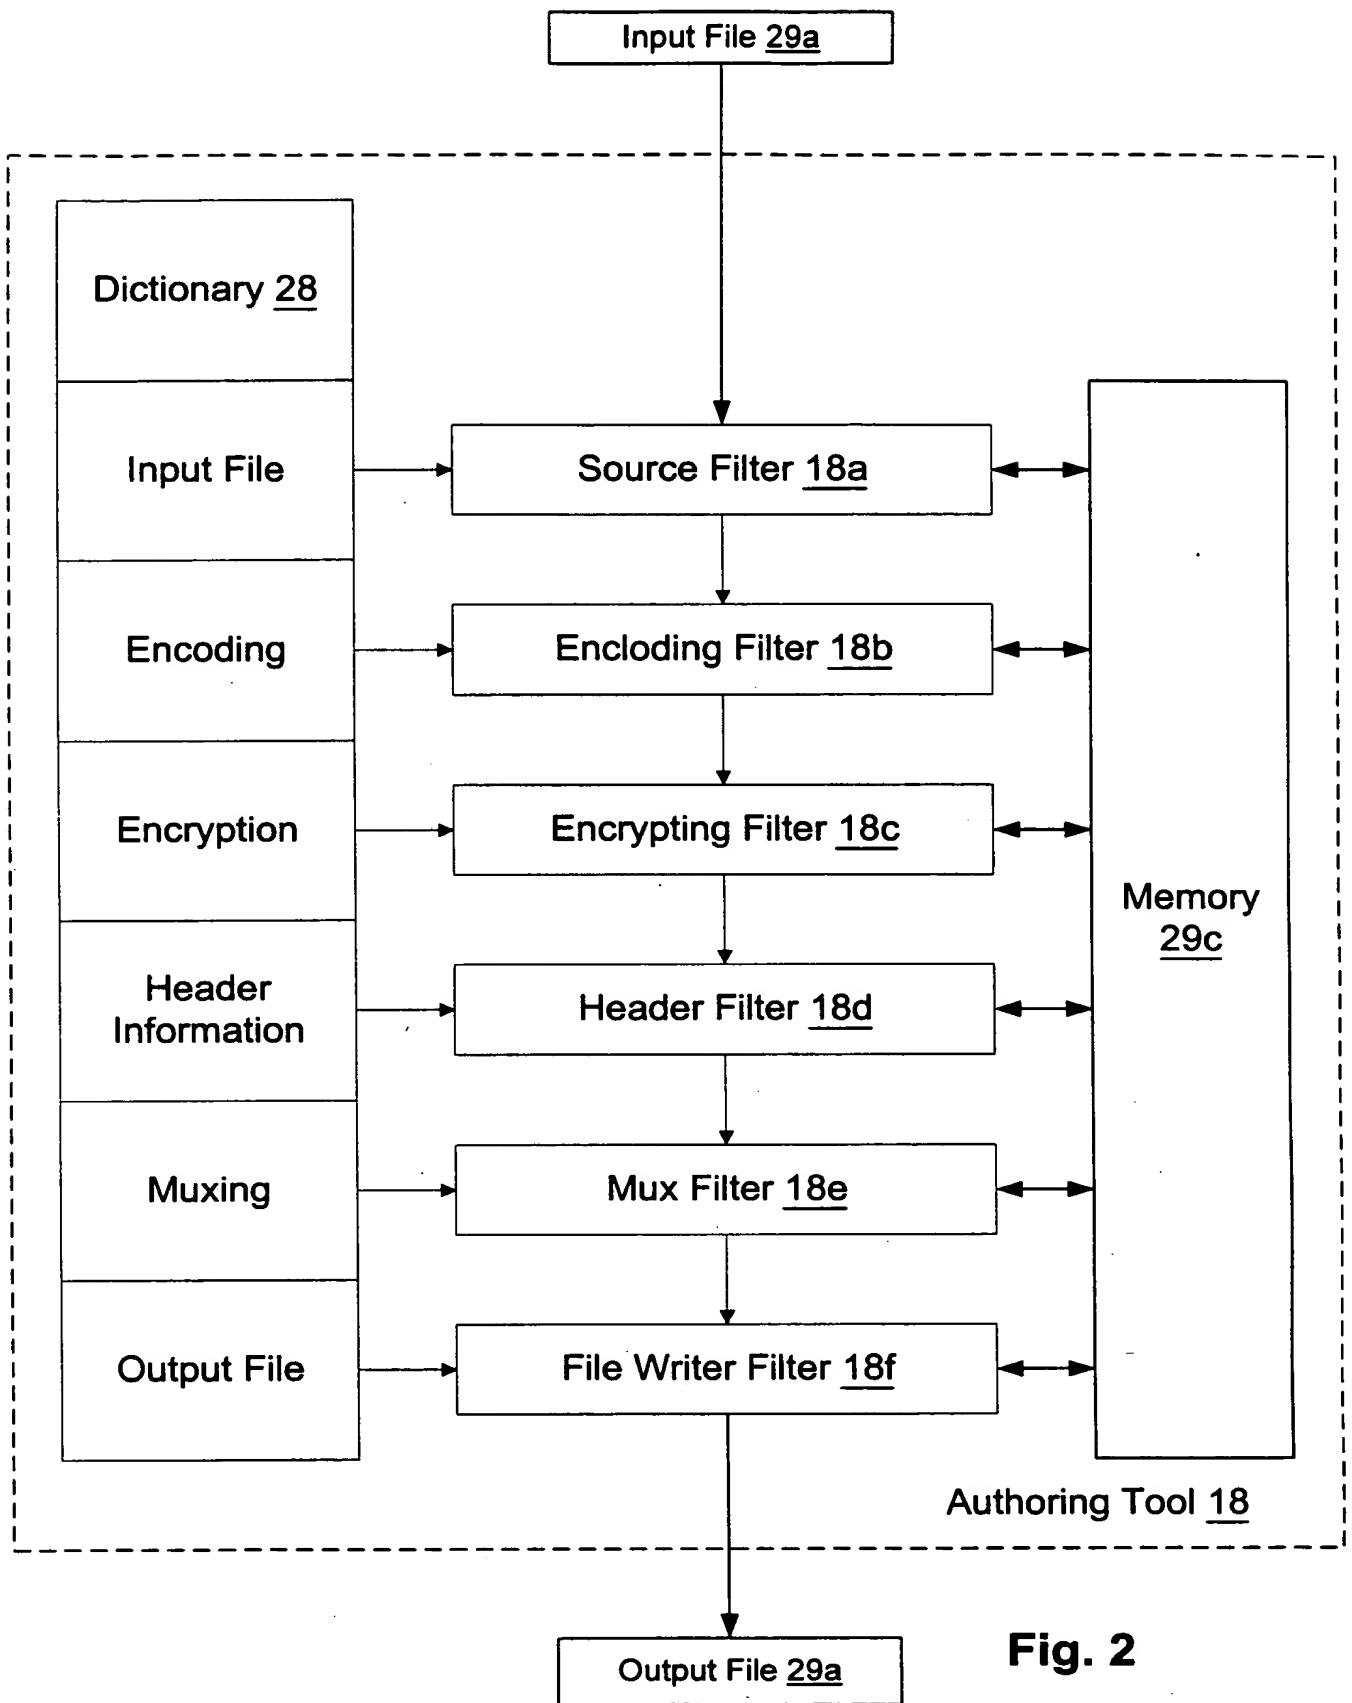 Input File 29a
Dictionary 28
Input File
Source Filter 18a
Encoding
Encloding Filter 18b
Encryption
Encrypting Filter 18c
Memory
29c
Header
Information
Header Filter 18d
Muxing
Mux Filter 18e
Output File
File Writer Filter 18f
Authoring Tool 18
Output File 29a
Fig. 2